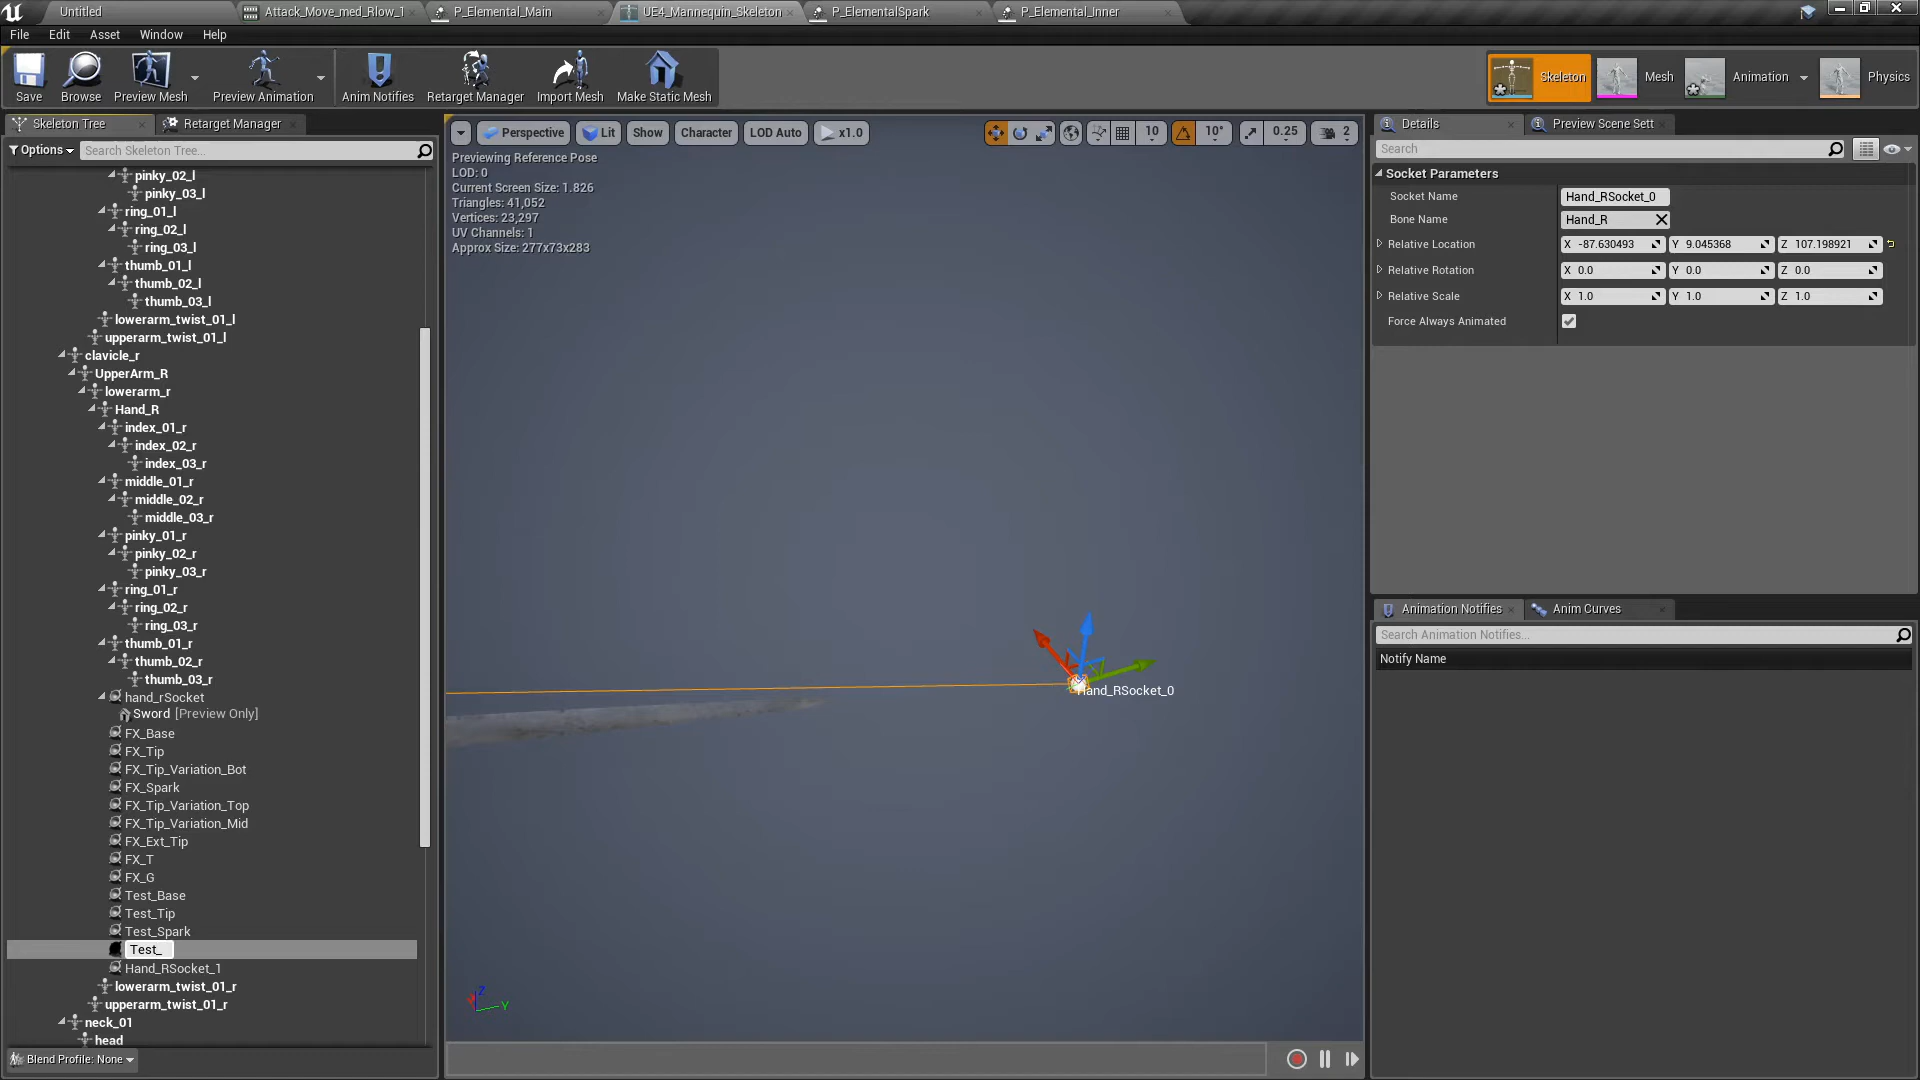 Untitled
Attack_Move_med_Rlow_1
P_Elemental_Main
UE4_Mannequin_Skeleton
P_ElementalSpark
P_Elemental_Inner
File Edit Asset Window Help
Save
Browse
Preview Mesh
Preview Animation
Anim Notifies
Retarget Manager
Import Mesh
Make Static Mesh
Skeleton
Mesh
Animation
Physics
Skeleton Tree
Retarget Manager
Options
Search Skeleton Tree...
pinky_02_l
pinky_03_l
ring_01_l
ring_02_l
ring_03_l
thumb_01_l
thumb_02_l
thumb_03_l
lowerarm_twist_01_l
upperarm_twist_01_l
clavicle_r
UpperArm_R
lowerarm_r
Hand_R
index_01_r
index_02_r
index_03_r
middle_01_r
middle_02_r
middle_03_r
pinky_01_r
pinky_02_r
pinky_03_r
ring_01_r
ring_02_r
ring_03_r
thumb_01_r
thumb_02_r
thumb_03_r
hand_rSocket
Sword [Preview Only]
FX_Base
FX_Tip
FX_Tip_Variation_Bot
FX_Spark
FX_Tip_Variation_Top
FX_Tip_Variation_Mid
FX_Ext_Tip
FX_T
FX_G
Test_Base
Test_Tip
Test_Spark
Test_
Hand_RSocket_1
lowerarm_twist_01_r
upperarm_twist_01_r
neck_01
head
Blend Profile: None
Perspective
Lit
Show
Character
LOD Auto
x1.0
10
10°
0.25
2
Previewing Reference Pose
LOD: 0
Current Screen Size: 1.826
Triangles: 41,052
Vertices: 23,297
UV Channels: 1
Approx Size: 277x73x283
Hand_RSocket_0
Z
Y
Details
Preview Scene Sett
Search
Socket Parameters
Socket Name Hand_RSocket_0
Bone Name Hand_R
Relative Location X -87.630493 Y 9.045368 Z 107.198921
Relative Rotation X 0.0 Y 0.0 Z 0.0
Relative Scale X 1.0 Y 1.0 Z 1.0
Force Always Animated
Animation Notifies
Anim Curves
Search Animation Notifies...
Notify Name